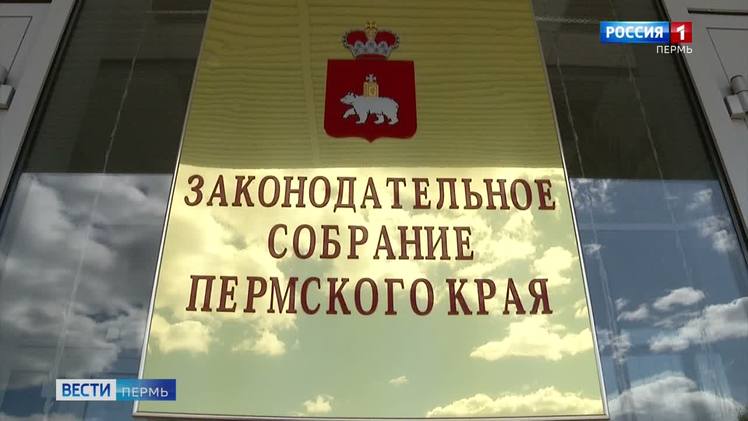 РОССИЯ 1
ПЕРМЬ
ЗАКОНОДАТЕЛЬНОЕ
СОБРАНИЕ
ПЕРМСКОГО КРАЯ
ВЕСТИ ПЕРМЬ